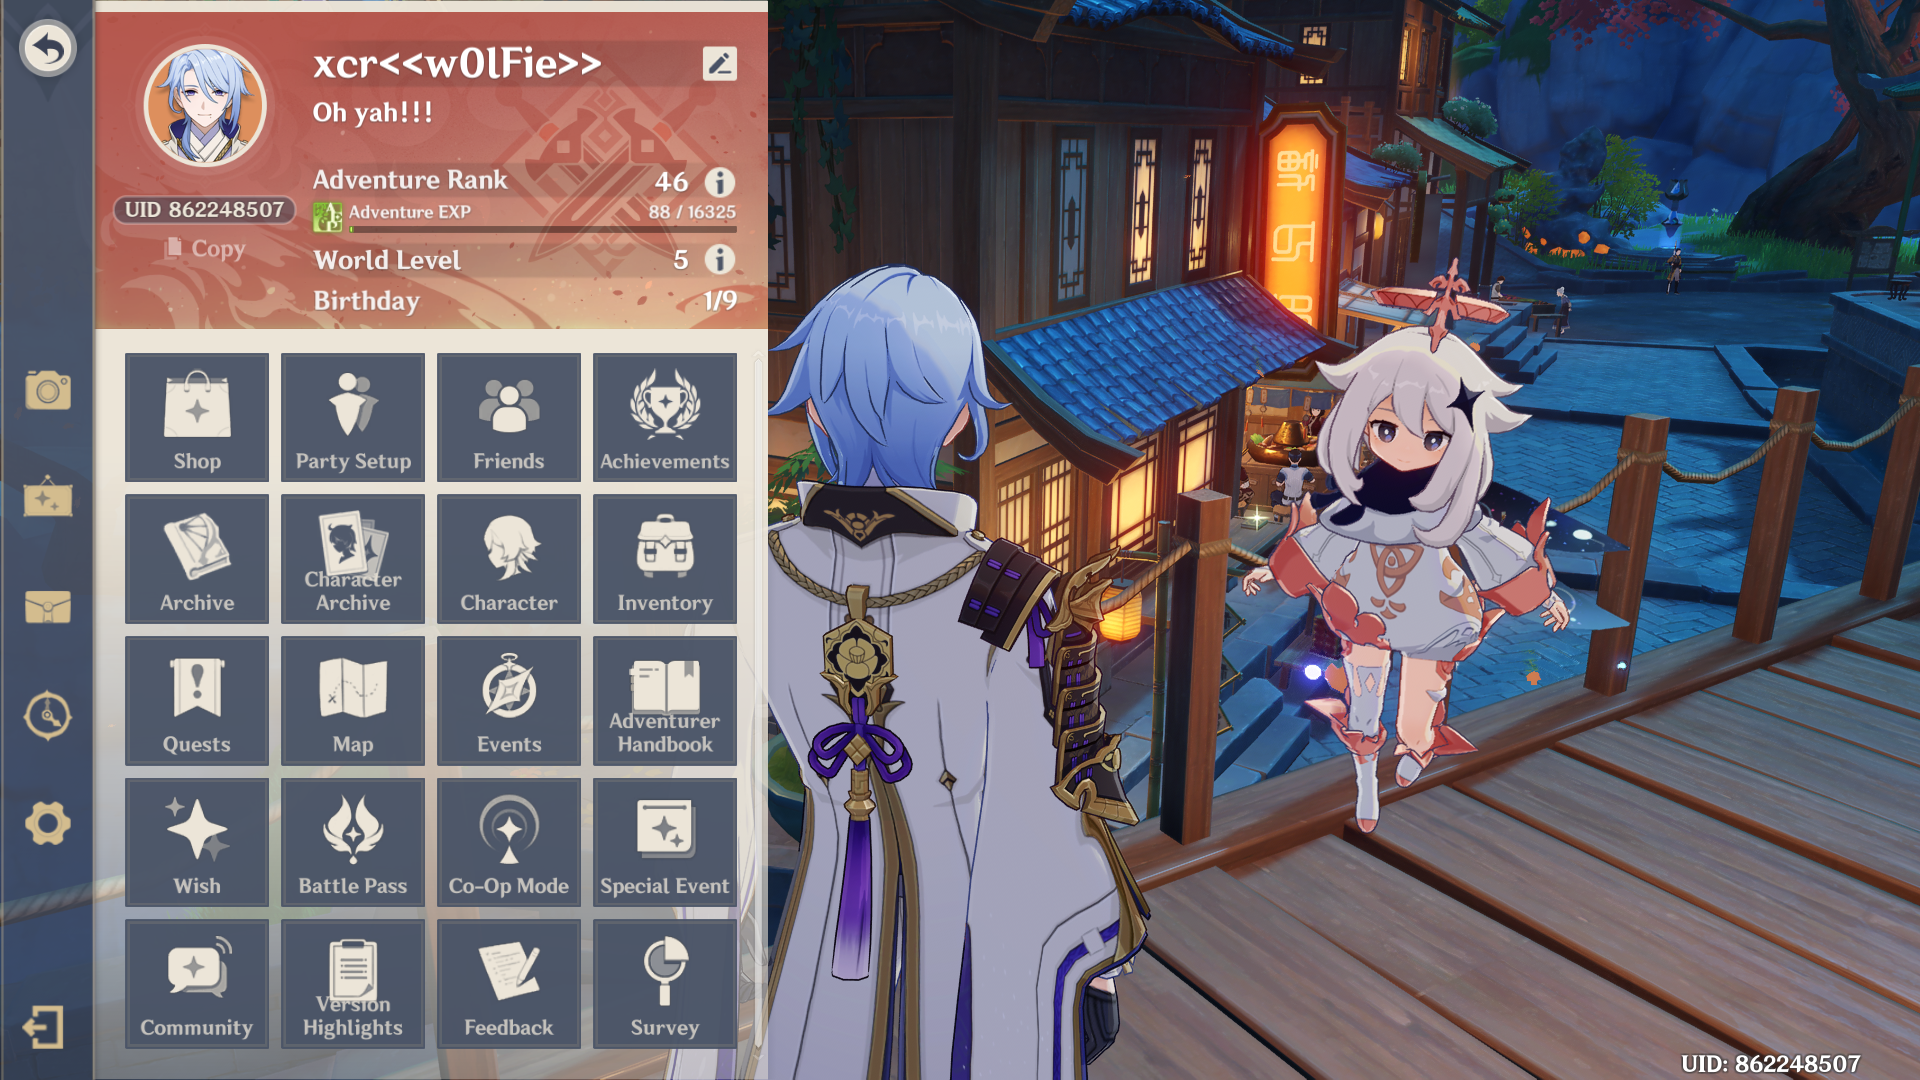 xcr<<w0lFie>>
Oh yah!!!
UID 862248507
Copy
Adventure Rank 46
Adventure EXP 88 / 16325
World Level 5
Birthday 1/9
Shop
Party Setup
Friends
Achievements
Archive
Character
Archive
Character
Inventory
Quests
Map
Events
Adventurer
Handbook
Wish
Battle Pass
Co-Op Mode
Special Event
Community
Version
Highlights
Feedback
Survey
UID: 862248507